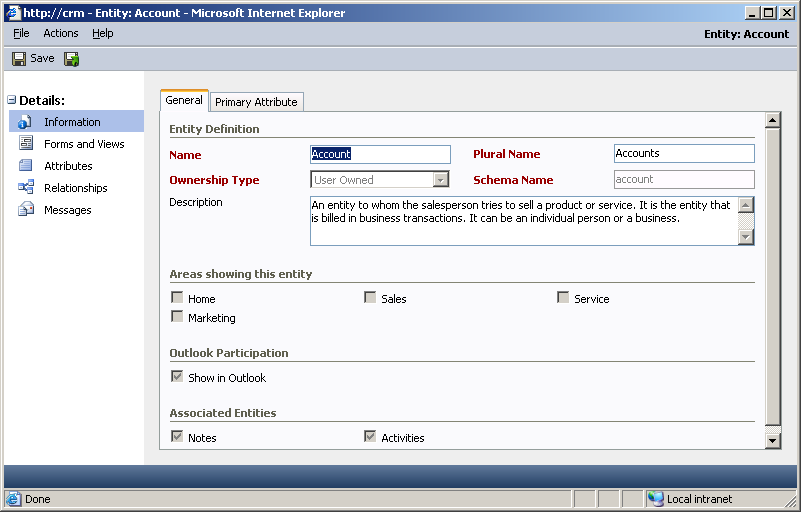 http://crm - Entity: Account - Microsoft Internet Explorer
File Actions Help Entity: Account
Save
Details:
Information
Forms and Views
Attributes
Relationships
Messages
General Primary Attribute
Entity Definition
Name Account Plural Name Accounts
Ownership Type User Owned Schema Name account
Description An entity to whom the salesperson tries to sell a product or service. It is the entity that
is billed in business transactions. It can be an individual person or a business.
Areas showing this entity
Home Sales Service
Marketing
Outlook Participation
Show in Outlook
Associated Entities
Notes Activities
Done Local intranet